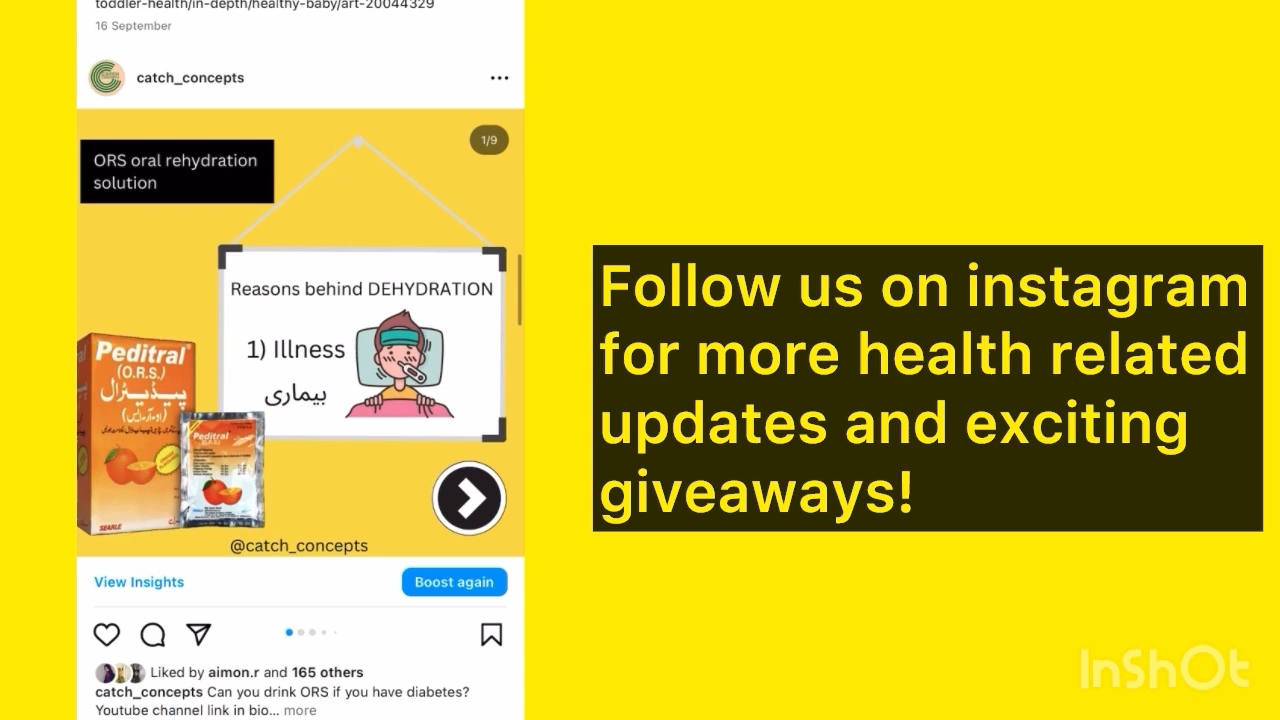 toddler-health/in-depth/healthy-baby/art-20044329
16 September
catch_concepts
1/9
ORS oral rehydration
solution
Reasons behind DEHYDRATION
1) Illness
بیماری
Peditral
(O.R.S.)
پیڈیٹرال
(او۔آر۔ایس)
SEARLE
Peditral
@catch_concepts
View Insights
Boost again
Liked by aimon.r and 165 others
catch_concepts Can you drink ORS if you have diabetes?
Youtube channel link in bio... more
Follow us on instagram
for more health related
updates and exciting
giveaways!
InShOt